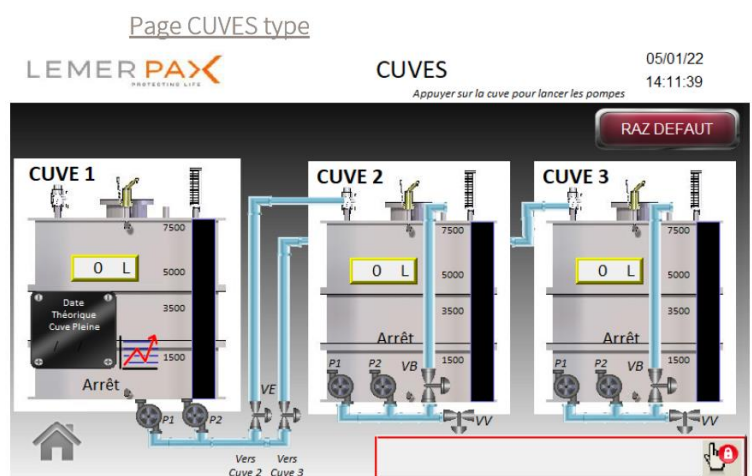 Page CUVES type
LEMER PAX
PROTECTING LIFE
CUVES
05/01/22
14:11:39
Appuyer sur la cuve pour lancer les pompes
RAZ DEFAUT
CUVE 1
7500
0 L
5000
Date
Théorique
Cuve Pleine
/ /
3500
1500
Arrêt
P1
P2
VE
Vers
Cuve 2
Vers
Cuve 3
CUVE 2
7500
0 L
5000
3500
Arrêt
1500
P1
P2
VB
VV
CUVE 3
7500
0 L
5000
3500
Arrêt
1500
P1
P2
VB
VV